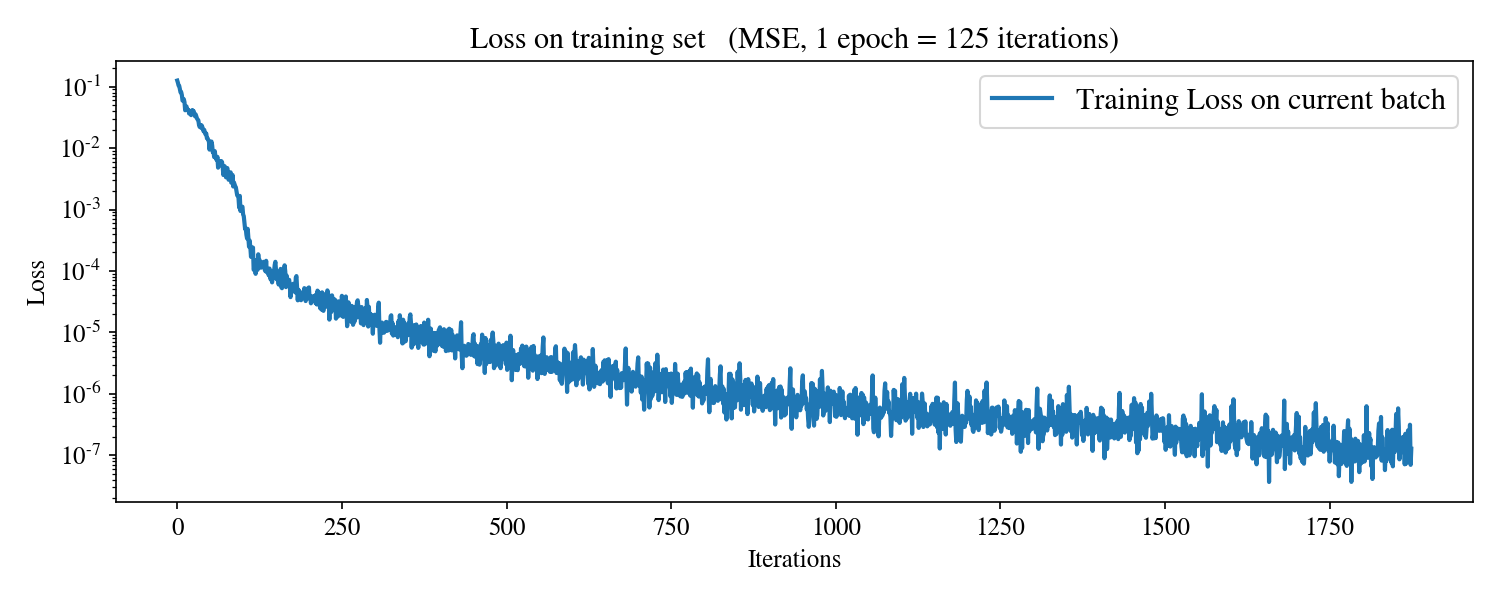 Loss on training set (MSE, 1 epoch = 125 iterations)
Training Loss on current batch
Loss
10⁻¹
10⁻²
10⁻³
10⁻⁴
10⁻⁵
10⁻⁶
10⁻⁷
0 250 500 750 1000 1250 1500 1750
Iterations